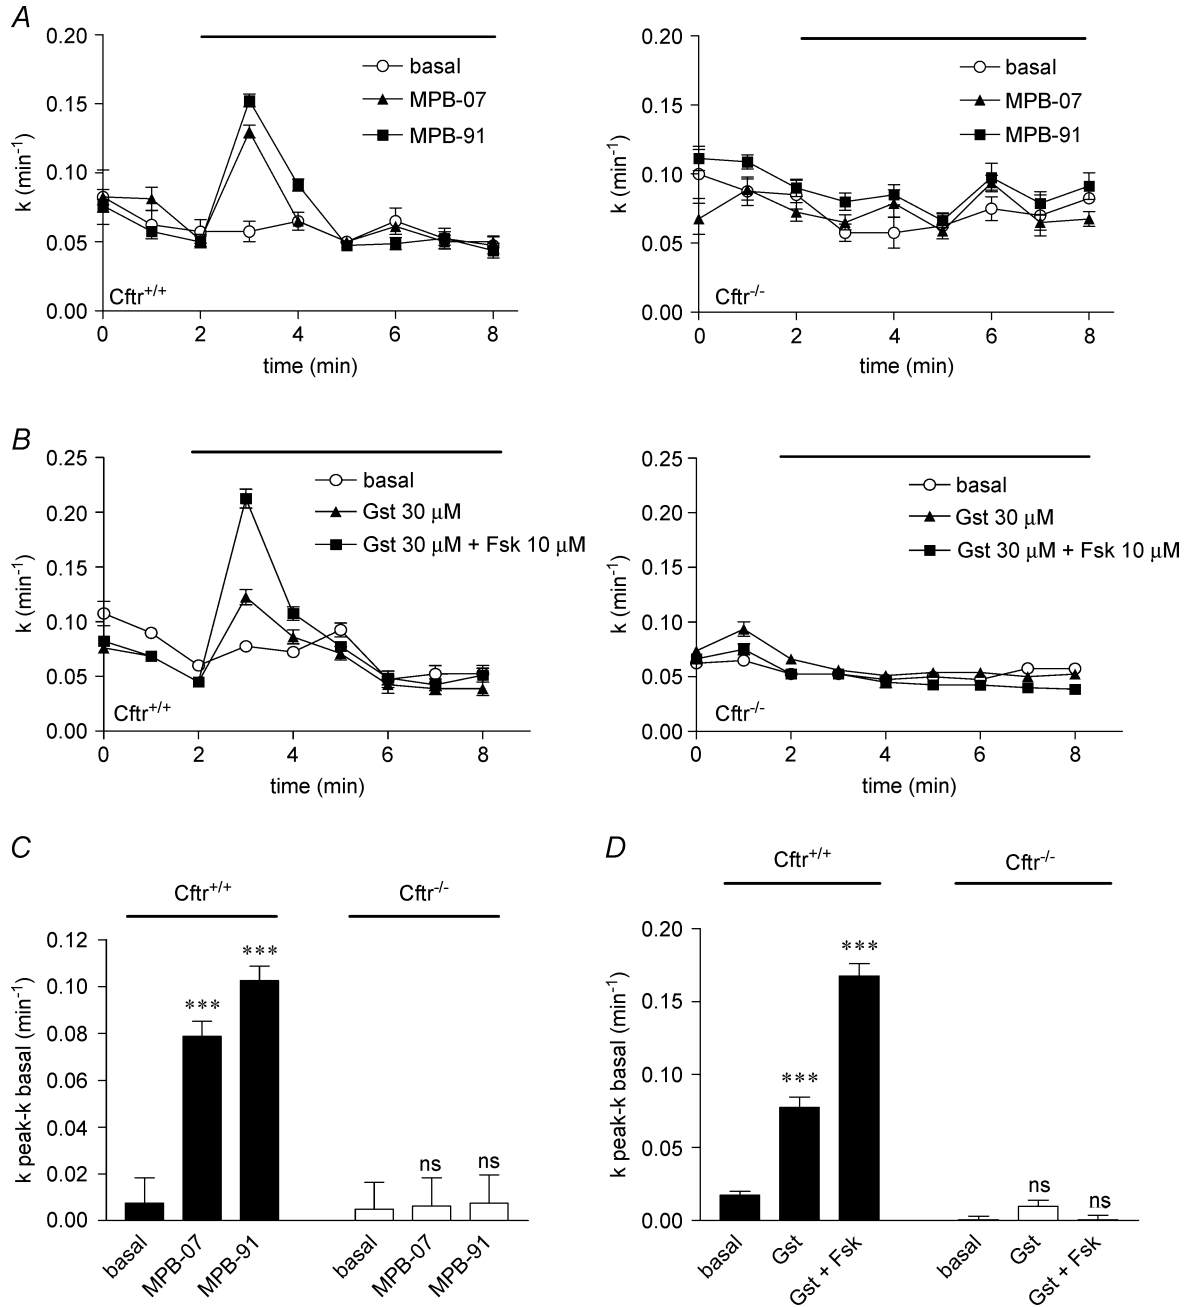 A
0.20
0.15
0.10
0.05
0.00
k (min⁻¹)
basal
MPB-07
MPB-91
Cftr⁺/⁺
0 2 4 6 8
time (min)
0.20
0.15
0.10
0.05
0.00
k (min⁻¹)
basal
MPB-07
MPB-91
Cftr⁻/⁻
0 2 4 6 8
time (min)
B
0.25
0.20
0.15
0.10
0.05
0.00
k (min⁻¹)
basal
Gst 30 µM
Gst 30 µM + Fsk 10 µM
Cftr⁺/⁺
0 2 4 6 8
time (min)
0.25
0.20
0.15
0.10
0.05
0.00
k (min⁻¹)
basal
Gst 30 µM
Gst 30 µM + Fsk 10 µM
Cftr⁻/⁻
0 2 4 6 8
time (min)
C
Cftr⁺/⁺ Cftr⁻/⁻
0.12
0.10
0.08
0.06
0.04
0.02
0.00
k peak-k basal (min⁻¹)
*** ***
ns ns
basal MPB-07 MPB-91 basal MPB-07 MPB-91
D
Cftr⁺/⁺ Cftr⁻/⁻
0.20
0.15
0.10
0.05
0.00
k peak-k basal (min⁻¹)
*** ***
ns ns
basal Gst Gst + Fsk basal Gst Gst + Fsk